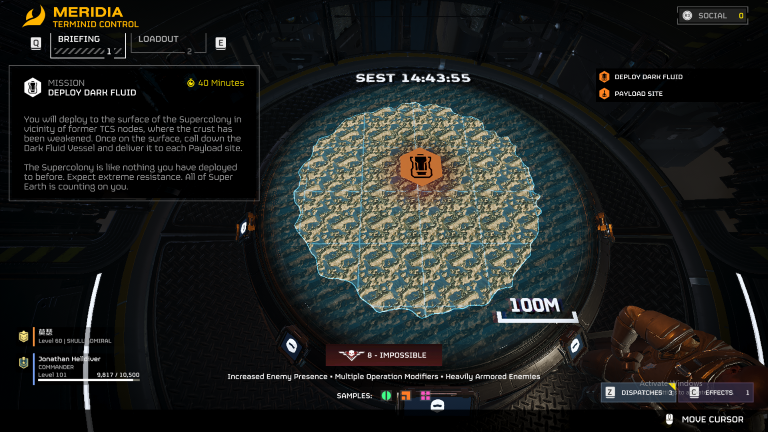 MERIDIA
TERMINID CONTROL
SOCIAL 0
Q
BRIEFING
1
LOADOUT
2
E
MISSION
DEPLOY DARK FLUID
40 Minutes
You will deploy to the surface of the Supercolony in
vicinity of former TCS nodes, where the crust has
been weakened. Once on the surface, call down the
Dark Fluid Vessel and deliver it to each Payload site.
The Supercolony is like nothing you have deployed
to before. Expect extreme resistance. All of Super
Earth is counting on you.
SEST 14:43:55
DEPLOY DARK FLUID
PAYLOAD SITE
100M
Level 60 | SKULL ADMIRAL
Jonathan Helldiver
COMMANDER
Level 101
9,817 / 10,500
8 - IMPOSSIBLE
Increased Enemy Presence • Multiple Operation Modifiers • Heavily Armored Enemies
SAMPLES:
Activate Windows
Z
DISPATCHES 3
C
EFFECTS 1
MOVE CURSOR